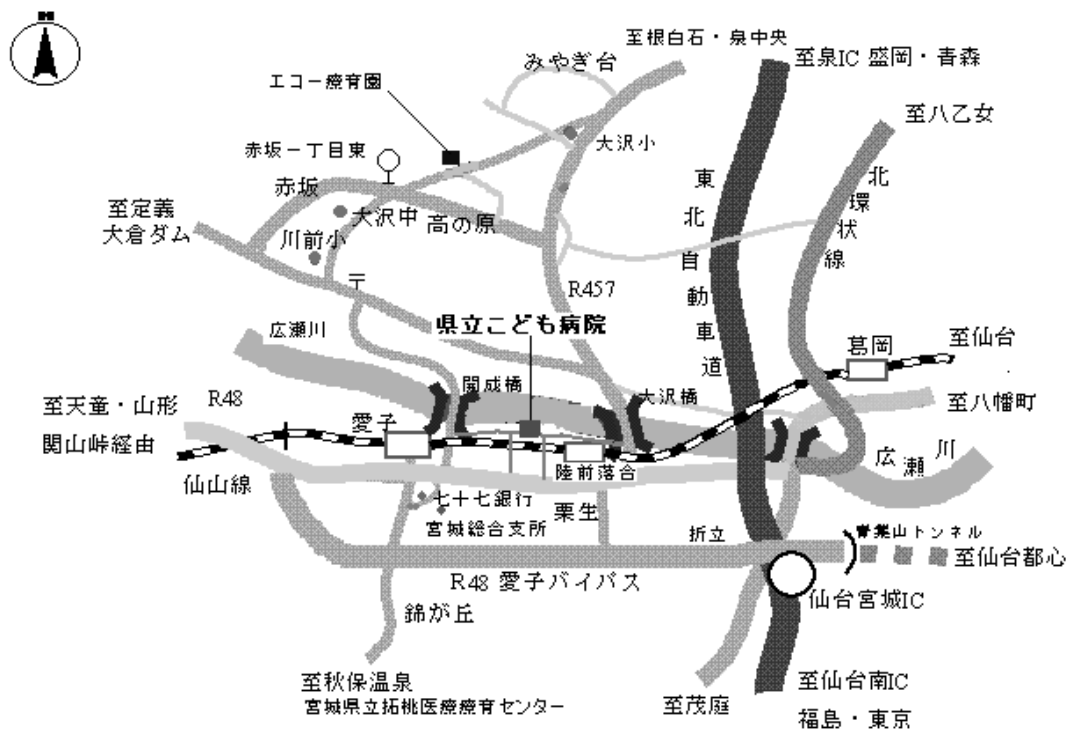 至根白石・泉中央
みやぎ台
至泉IC 盛岡・青森
エコー療育園
至八乙女
大沢小
赤坂一丁目東
赤坂
東北自動車道
北環状線
至定義
大倉ダム
大沢中
高の原
川前小
〒
R457
県立こども病院
広瀬川
至仙台
葛岡
開成橋
大沢橋
至天童・山形
R48
愛子
至八幡町
関山峠経由
広瀬川
陸前落合
仙山線
七十七銀行
栗生
宮城総合支所
折立
青葉山トンネル
至仙台都心
R48 愛子バイパス
仙台宮城IC
錦が丘
至秋保温泉
宮城県立拓桃医療療育センター
至茂庭
至仙台南IC
福島・東京